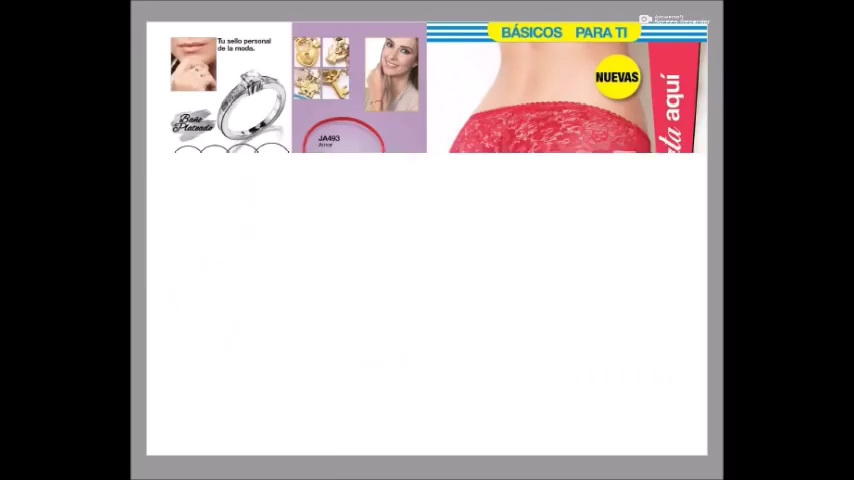 Tu sello personal
de la moda.
Baño
Plateado
JA493
Amor
BÁSICOS PARA TI
NUEVAS
aquí